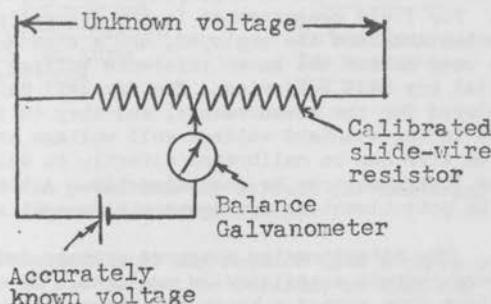 Unknown voltage
Calibrated
slide-wire
resistor
Balance
Galvanometer
Accurately
known voltage